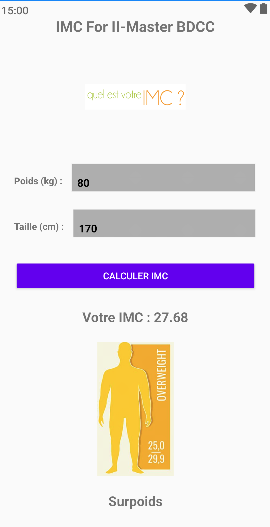 15:00
IMC For II-Master BDCC
quel est votre IMC ?
Poids (kg) : 80
Taille (cm) : 170
CALCULER IMC
Votre IMC : 27.68
OVERWEIGHT
25,0
29,9
Surpoids